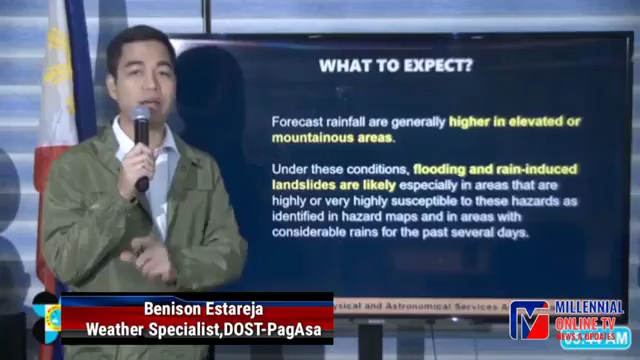 WHAT TO EXPECT?
Forecast rainfall are generally higher in elevated or
mountainous areas.
Under these conditions, flooding and rain-induced
landslides are likely especially in areas that are
highly or very highly susceptible to these hazards as
identified in hazard maps and in areas with
considerable rains for the past several days.
Benison Estareja
Weather Specialist,DOST-PagAsa
and Astronomical Services
MILLENNIAL
ONLINE TV
NEWS & UPDATES
AM